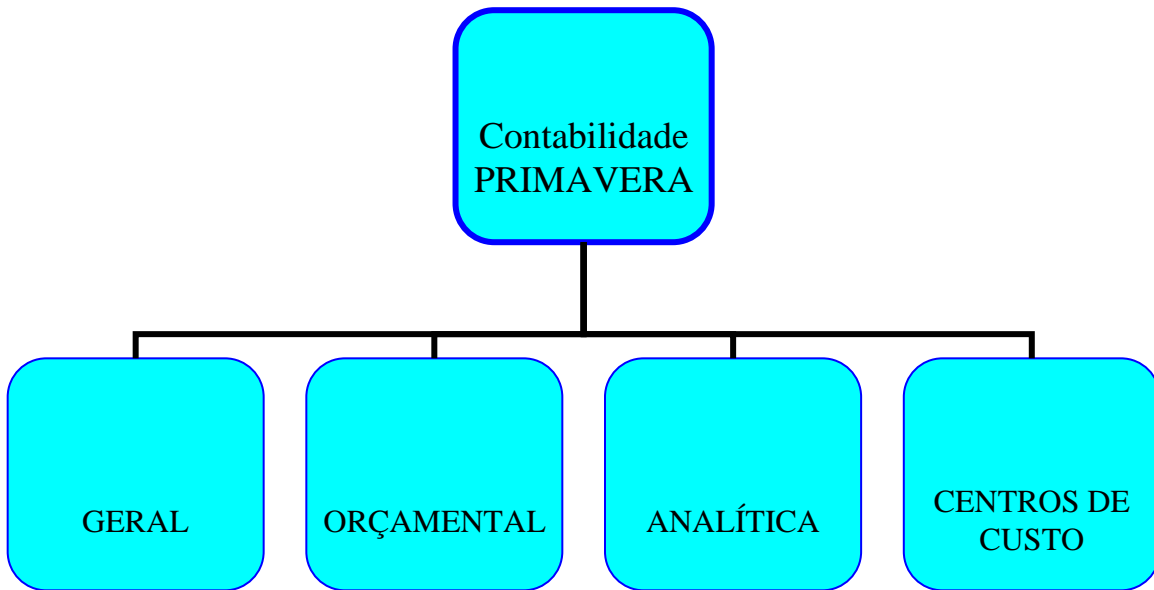 Contabilidade
PRIMAVERA
GERAL
ORÇAMENTAL
ANALÍTICA
CENTROS DE
CUSTO